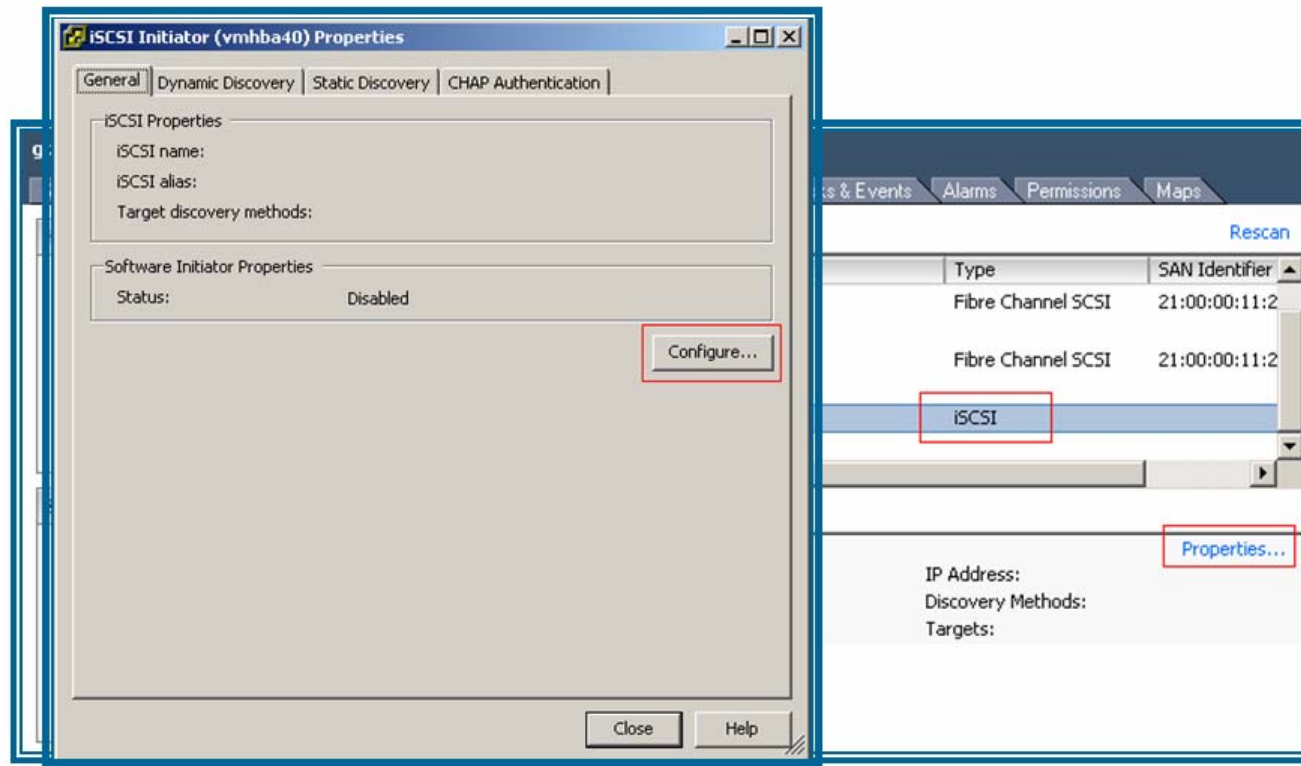 iSCSI Initiator (vmhba40) Properties
General Dynamic Discovery Static Discovery CHAP Authentication
iSCSI Properties
iSCSI name:
iSCSI alias:
Target discovery methods:
Software Initiator Properties
Status: Disabled
Configure...
Close Help
& Events Alarms Permissions Maps
Rescan
Type SAN Identifier
Fibre Channel SCSI 21:00:00:11:2
Fibre Channel SCSI 21:00:00:11:2
iSCSI
Properties...
IP Address:
Discovery Methods:
Targets: